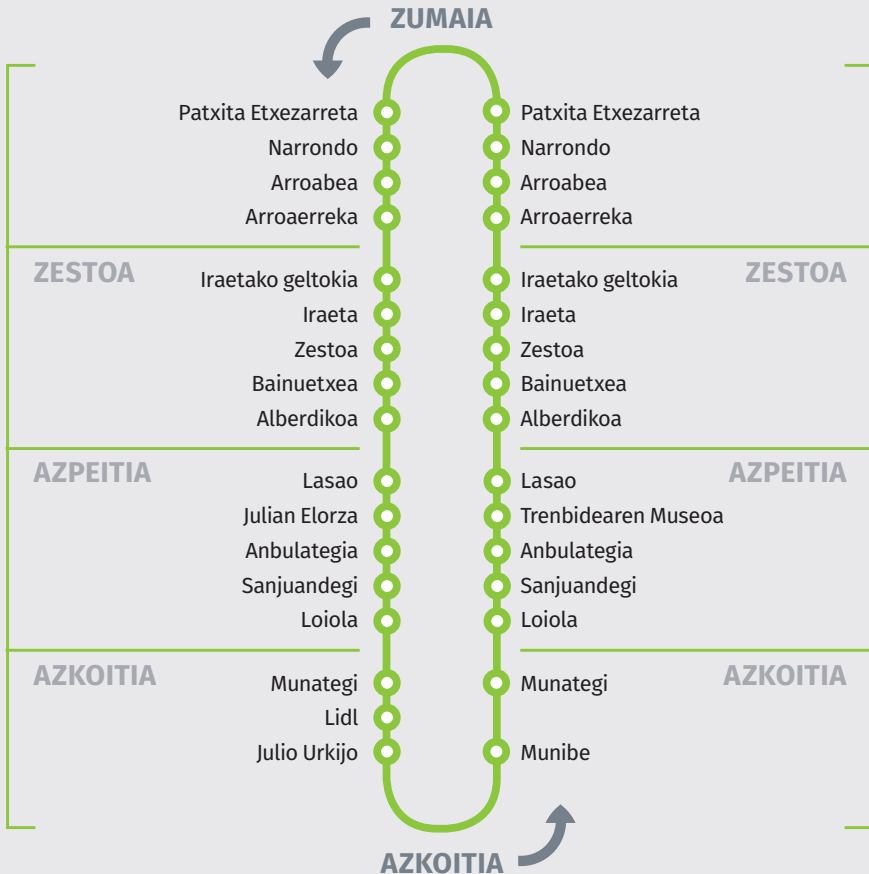 ZUMAIA
Patxita Etxezarreta
Patxita Etxezarreta
Narrondo
Narrondo
Arroabea
Arroabea
Arroaerreka
Arroaerreka
ZESTOA
Iraetako geltokia
Iraetako geltokia
ZESTOA
Iraeta
Iraeta
Zestoa
Zestoa
Bainuetxea
Bainuetxea
Alberdikoa
Alberdikoa
AZPEITIA
Lasao
Lasao
AZPEITIA
Julian Elorza
Trenbidearen Museoa
Anbulategia
Anbulategia
Sanjuandegi
Sanjuandegi
Loiola
Loiola
AZKOITIA
Munategi
Munategi
AZKOITIA
Lidl
Julio Urkijo
Munibe
AZKOITIA